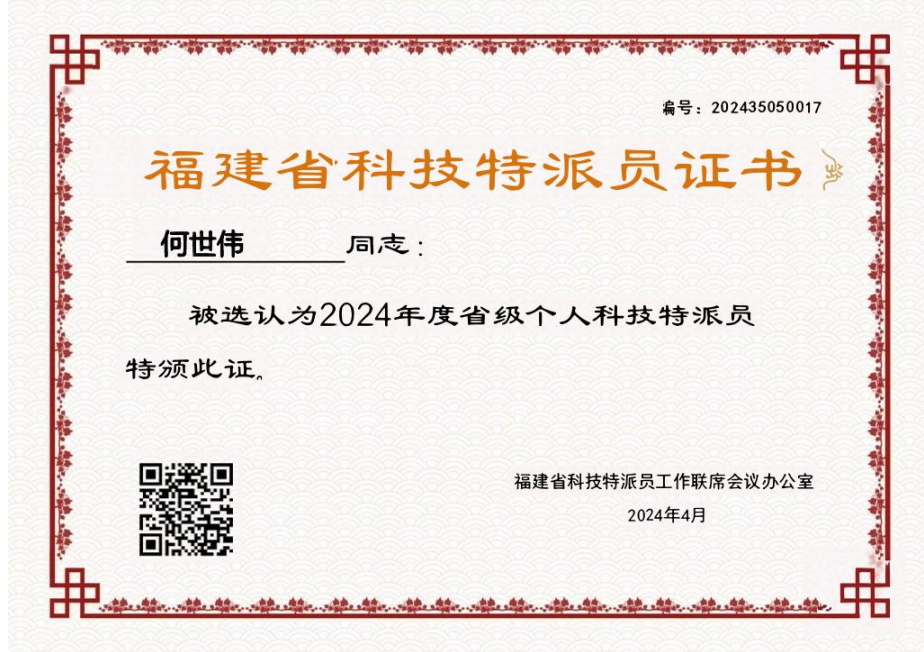 编号：202435050017
福建省科技特派员证书
何世伟 同志：
被选认为2024年度省级个人科技特派员
特颁此证。
福建省科技特派员工作联席会议办公室
2024年4月